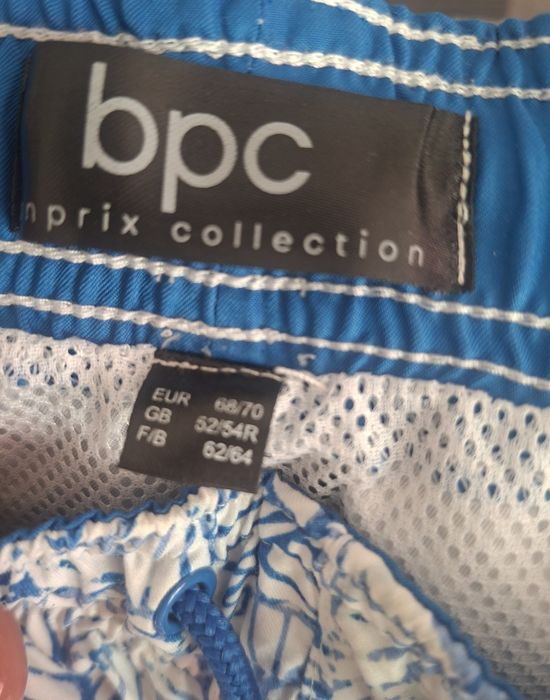 bpc
nprix collection
EUR 68/70
GB 52/54R
F/B 62/64